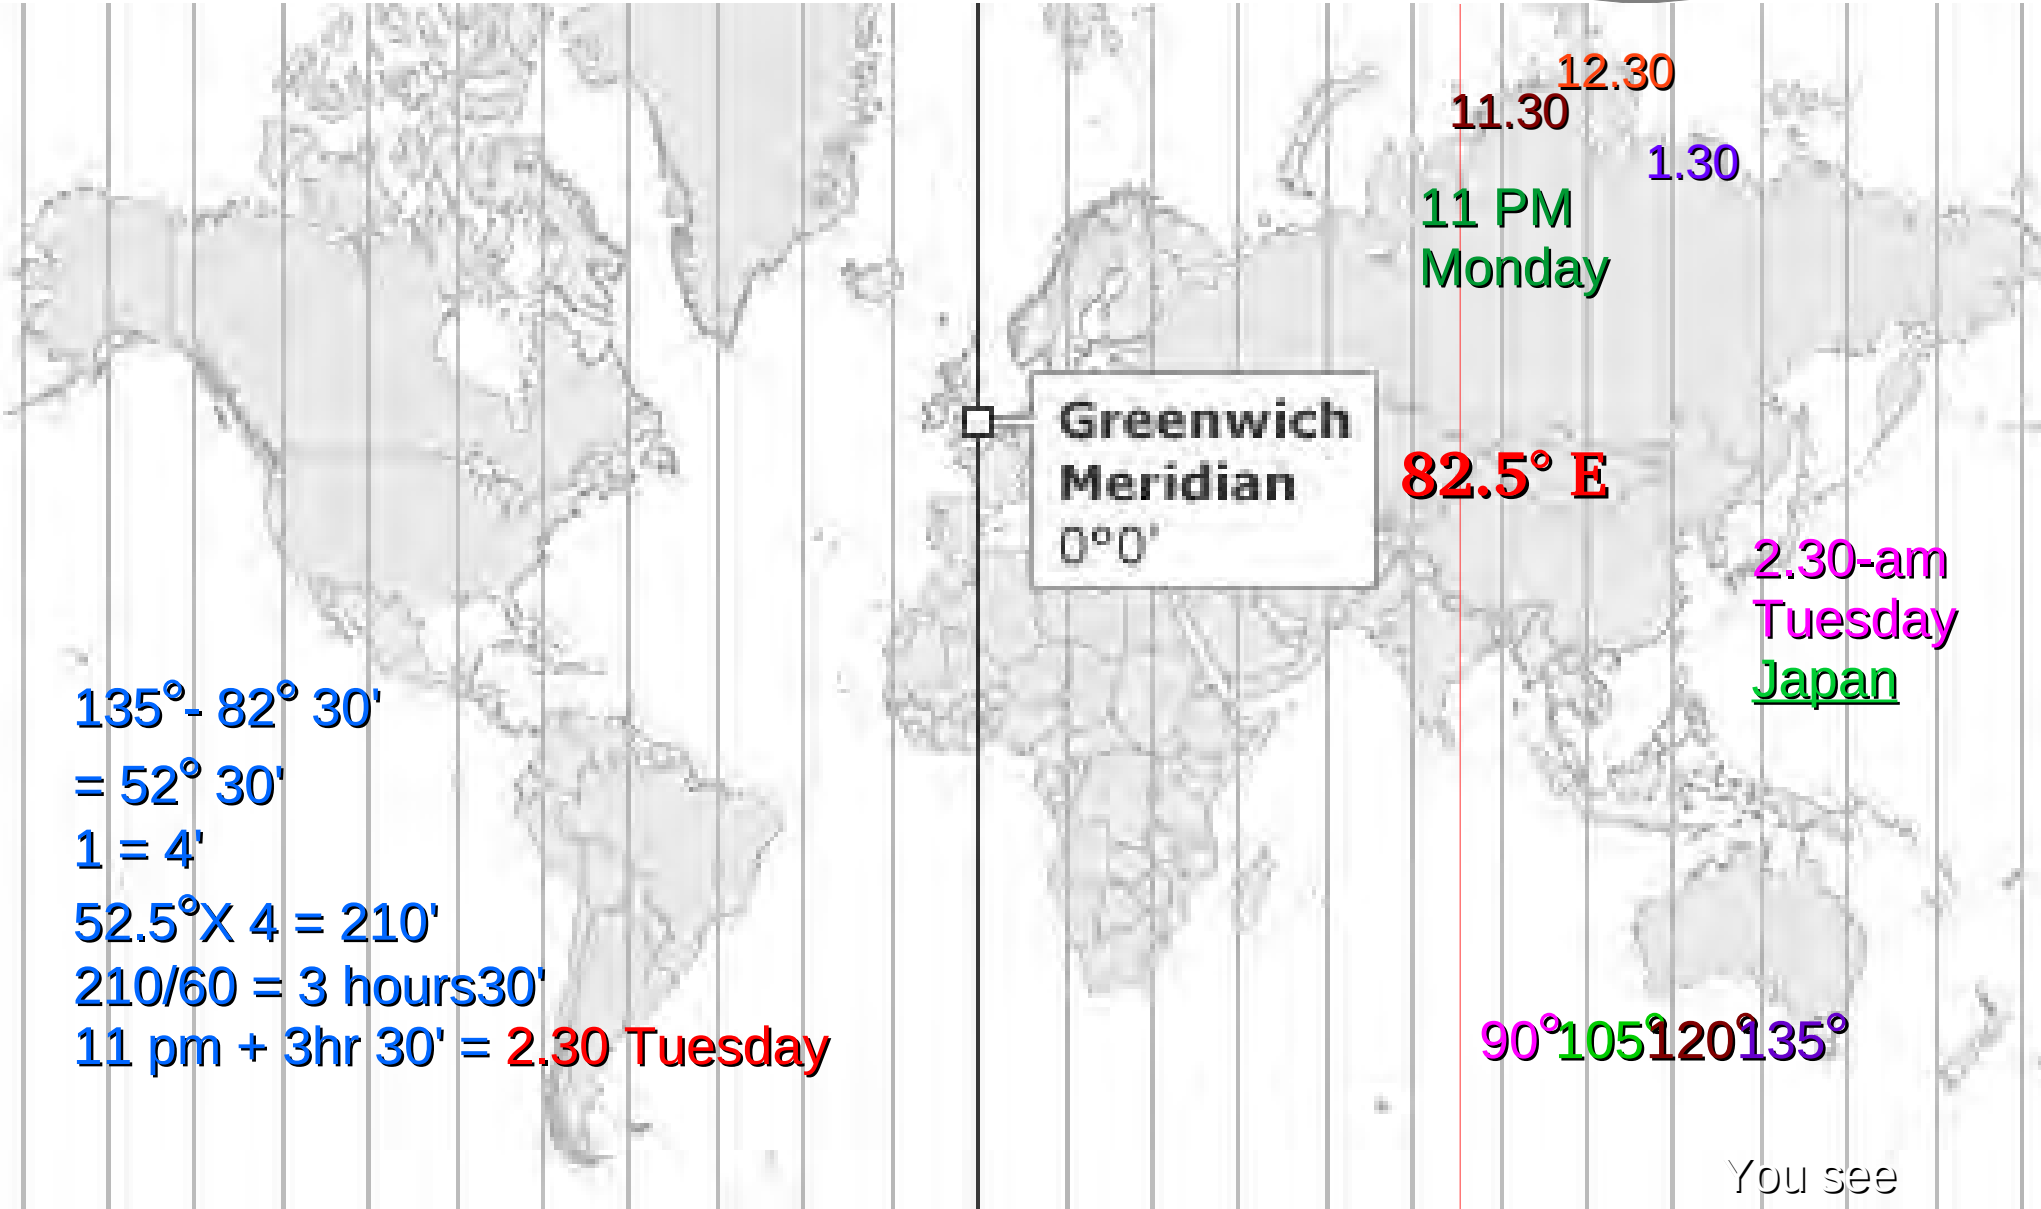 12.30
11.30
1.30
11 PM
Monday
Greenwich
Meridian
0°0'
82.5° E
2.30-am
Tuesday
Japan
135°- 82° 30'
= 52° 30'
1 = 4'
52.5°X 4 = 210'
210/60 = 3 hours30'
11 pm + 3hr 30' = 2.30 Tuesday
90°105°120°135°
You see